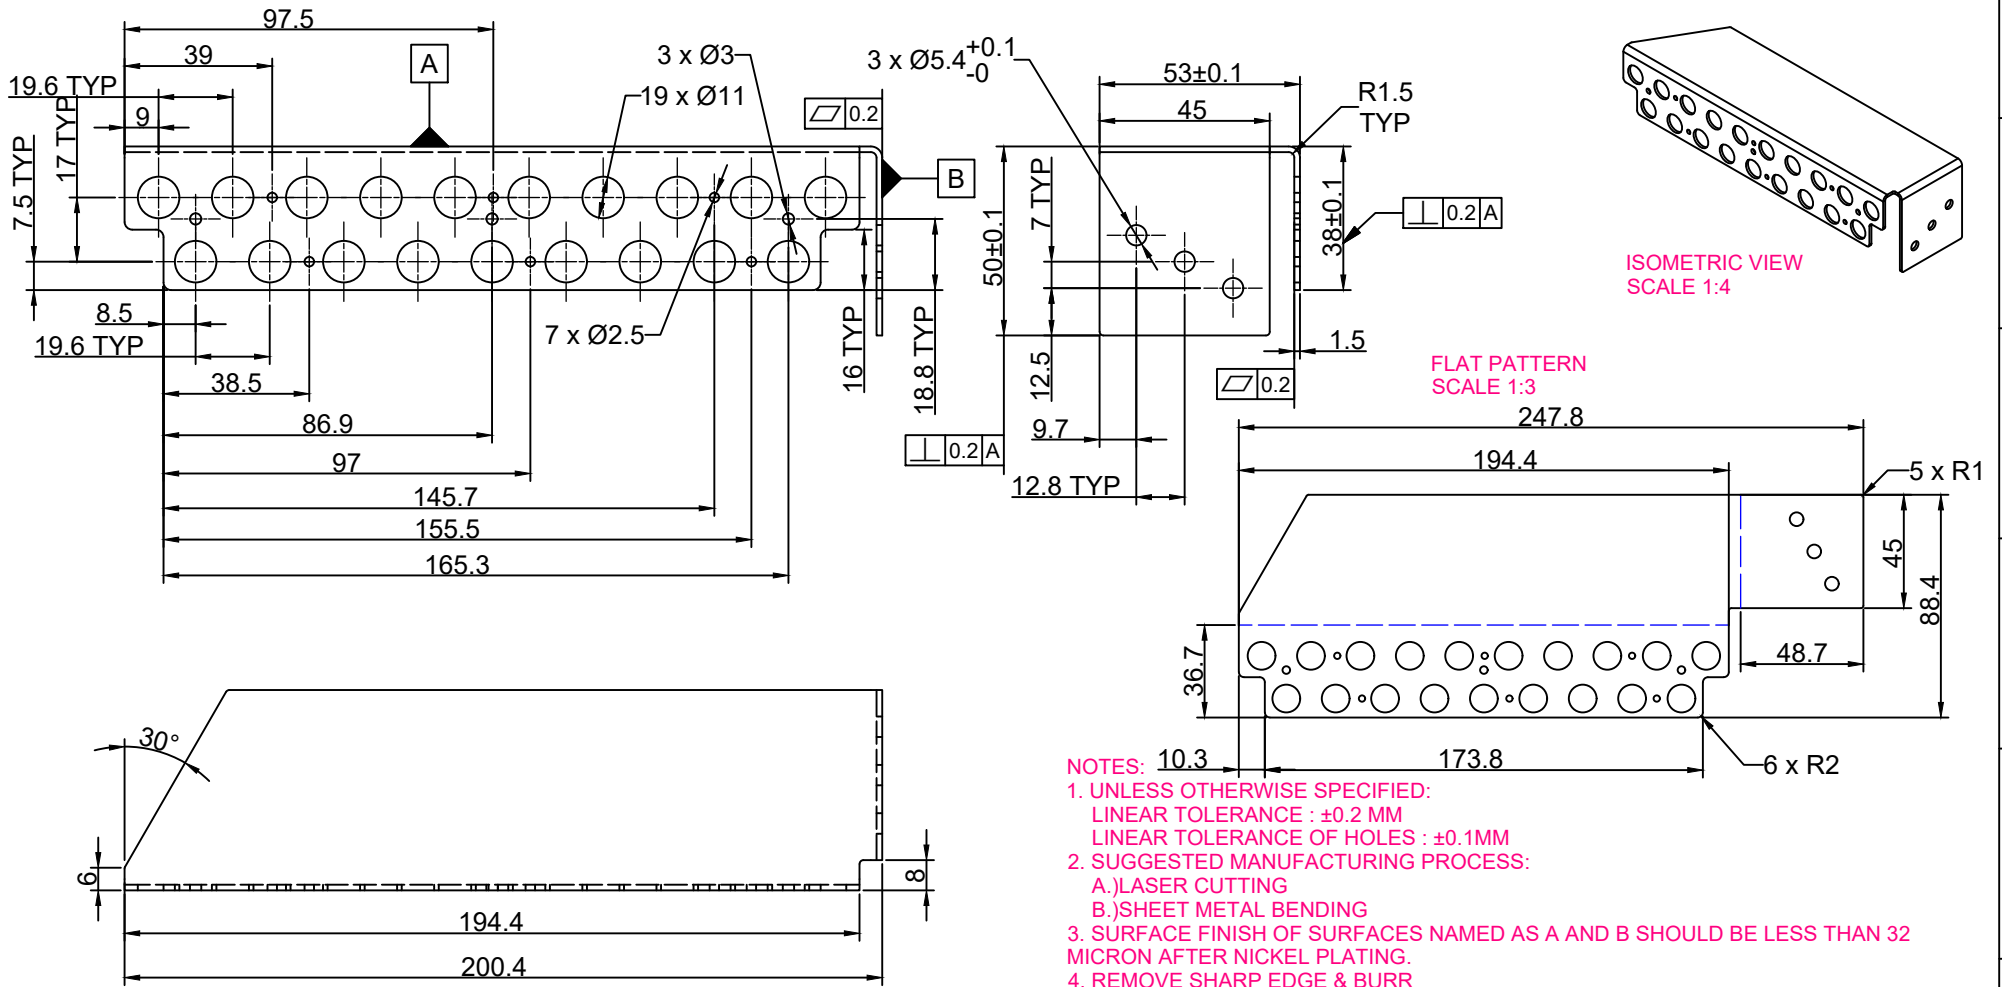 97.5
39
19.6 TYP
9
17 TYP
7.5 TYP
A
3 x Ø3
19 x Ø11
0.2
B
8.5
19.6 TYP
38.5
86.9
97
145.7
155.5
165.3
7 x Ø2.5
16 TYP
18.8 TYP
3 x Ø5.4 +0.1
-0
53±0.1
45
R1.5
TYP
50±0.1
7 TYP
12.5
38±0.1
⊥ 0.2 A
1.5
0.2
9.7
⊥ 0.2 A
12.8 TYP
ISOMETRIC VIEW
SCALE 1:4
FLAT PATTERN
SCALE 1:3
247.8
194.4
5 x R1
45
88.4
48.7
36.7
10.3
173.8
6 x R2
30°
6
8
194.4
200.4
NOTES:
1. UNLESS OTHERWISE SPECIFIED:
LINEAR TOLERANCE : ±0.2 MM
LINEAR TOLERANCE OF HOLES : ±0.1MM
2. SUGGESTED MANUFACTURING PROCESS:
A.)LASER CUTTING
B.)SHEET METAL BENDING
3. SURFACE FINISH OF SURFACES NAMED AS A AND B SHOULD BE LESS THAN 32
MICRON AFTER NICKEL PLATING.
4. REMOVE SHARP EDGE & BURR